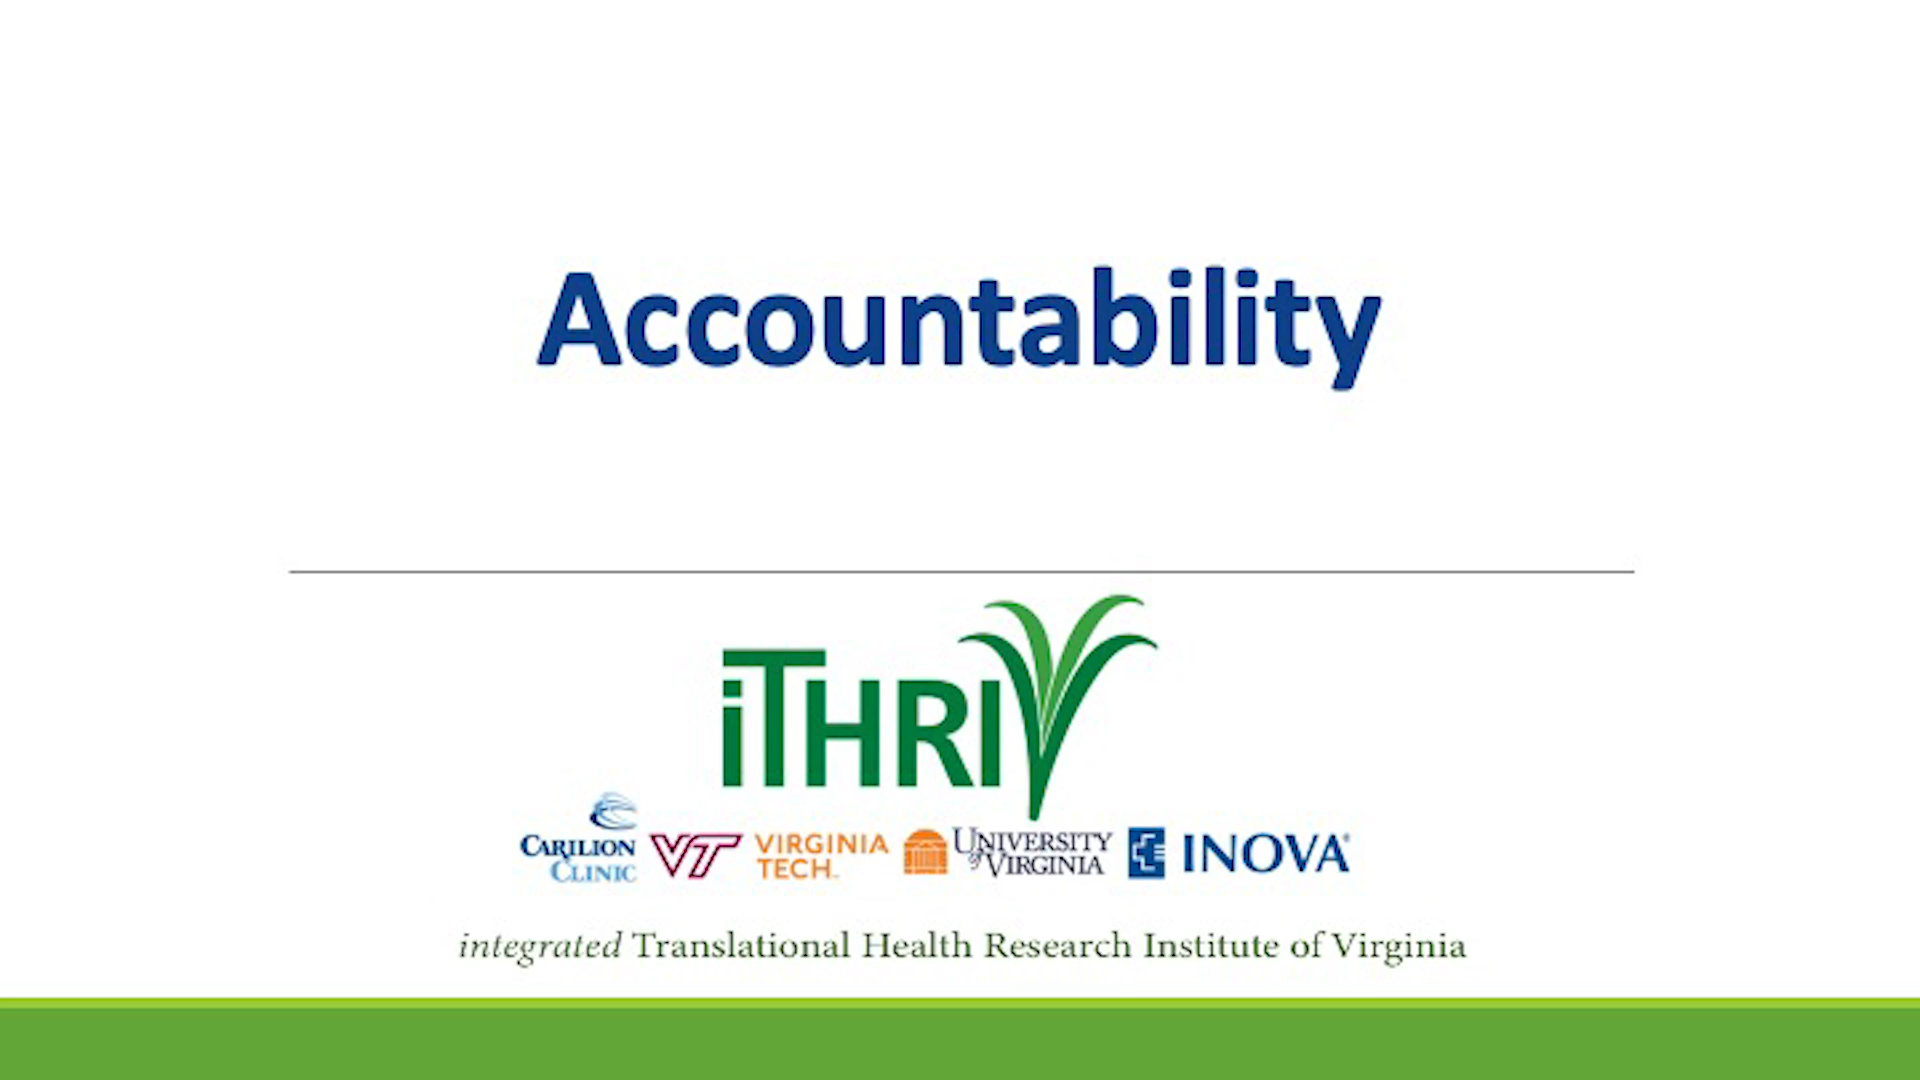 Accountability
iTHRIV
CARILION CLINIC VT VIRGINIA TECH. UNIVERSITY of VIRGINIA INOVA®
integrated Translational Health Research Institute of Virginia